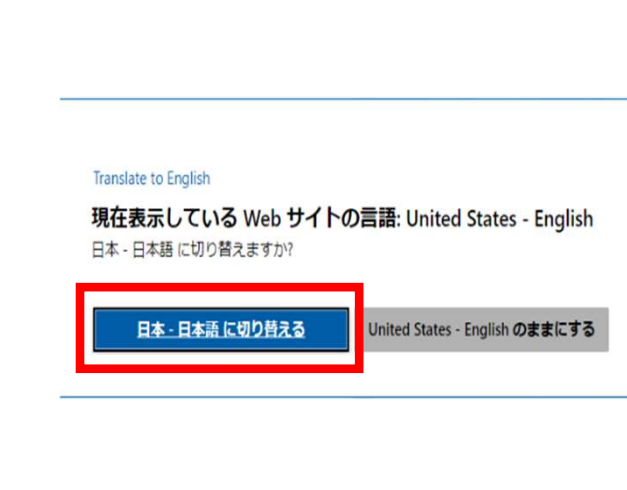 Translate to English
現在表示している Web サイトの言語: United States - English
日本 - 日本語 に切り替えますか?
日本 - 日本語 に切り替える
United States - English のままにする